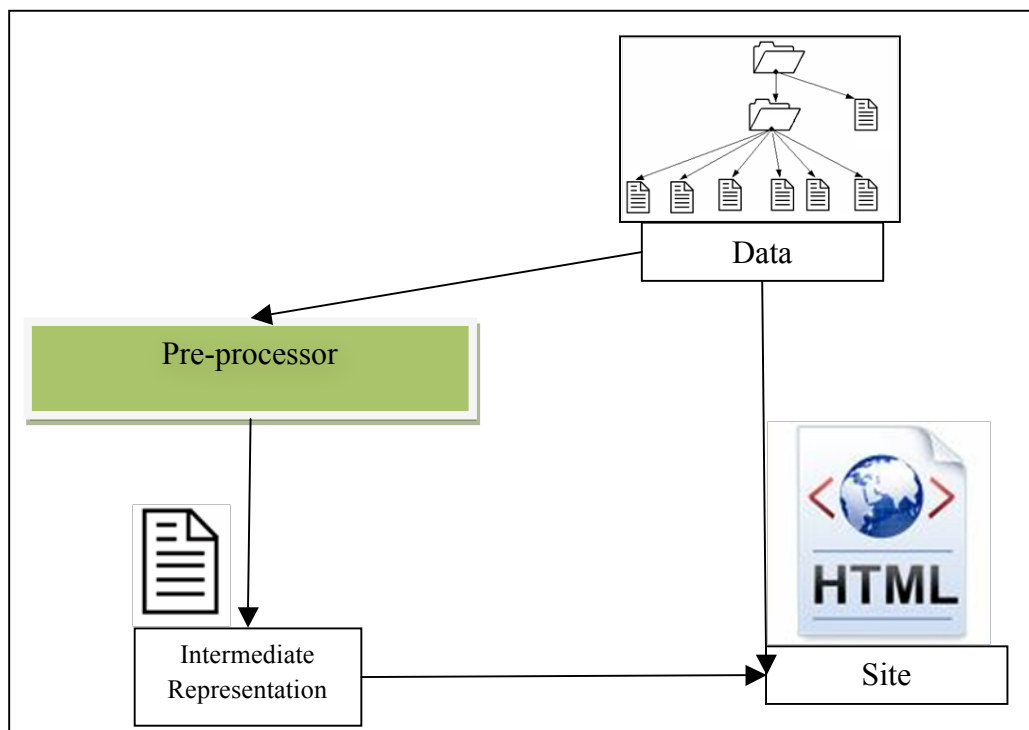 Data
Pre-processor
< >
HTML
Intermediate
Representation
Site